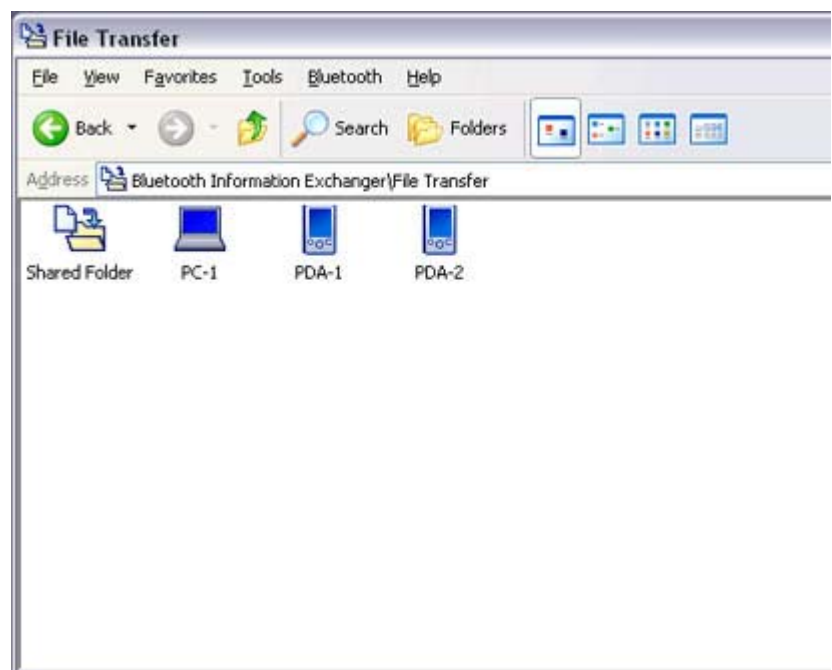 File Transfer
File View Favorites Tools Bluetooth Help
Back Search Folders
Address Bluetooth Information Exchanger\File Transfer
Shared Folder PC-1 PDA-1 PDA-2